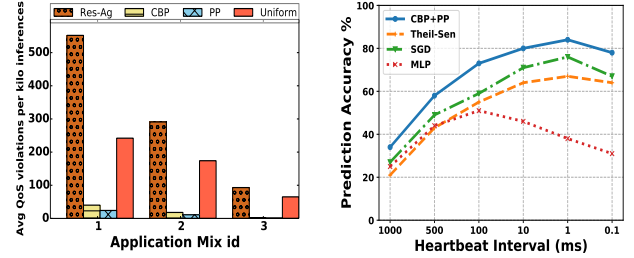 Res-Ag CBP PP Uniform
Avg QoS violations per kilo inferences
500
400
300
200
100
0
1 2 3
Application Mix id
CBP+PP
Theil-Sen
SGD
MLP
Prediction Accuracy %
100
80
60
40
20
0
1000 500 100 10 1 0.1
Heartbeat Interval (ms)